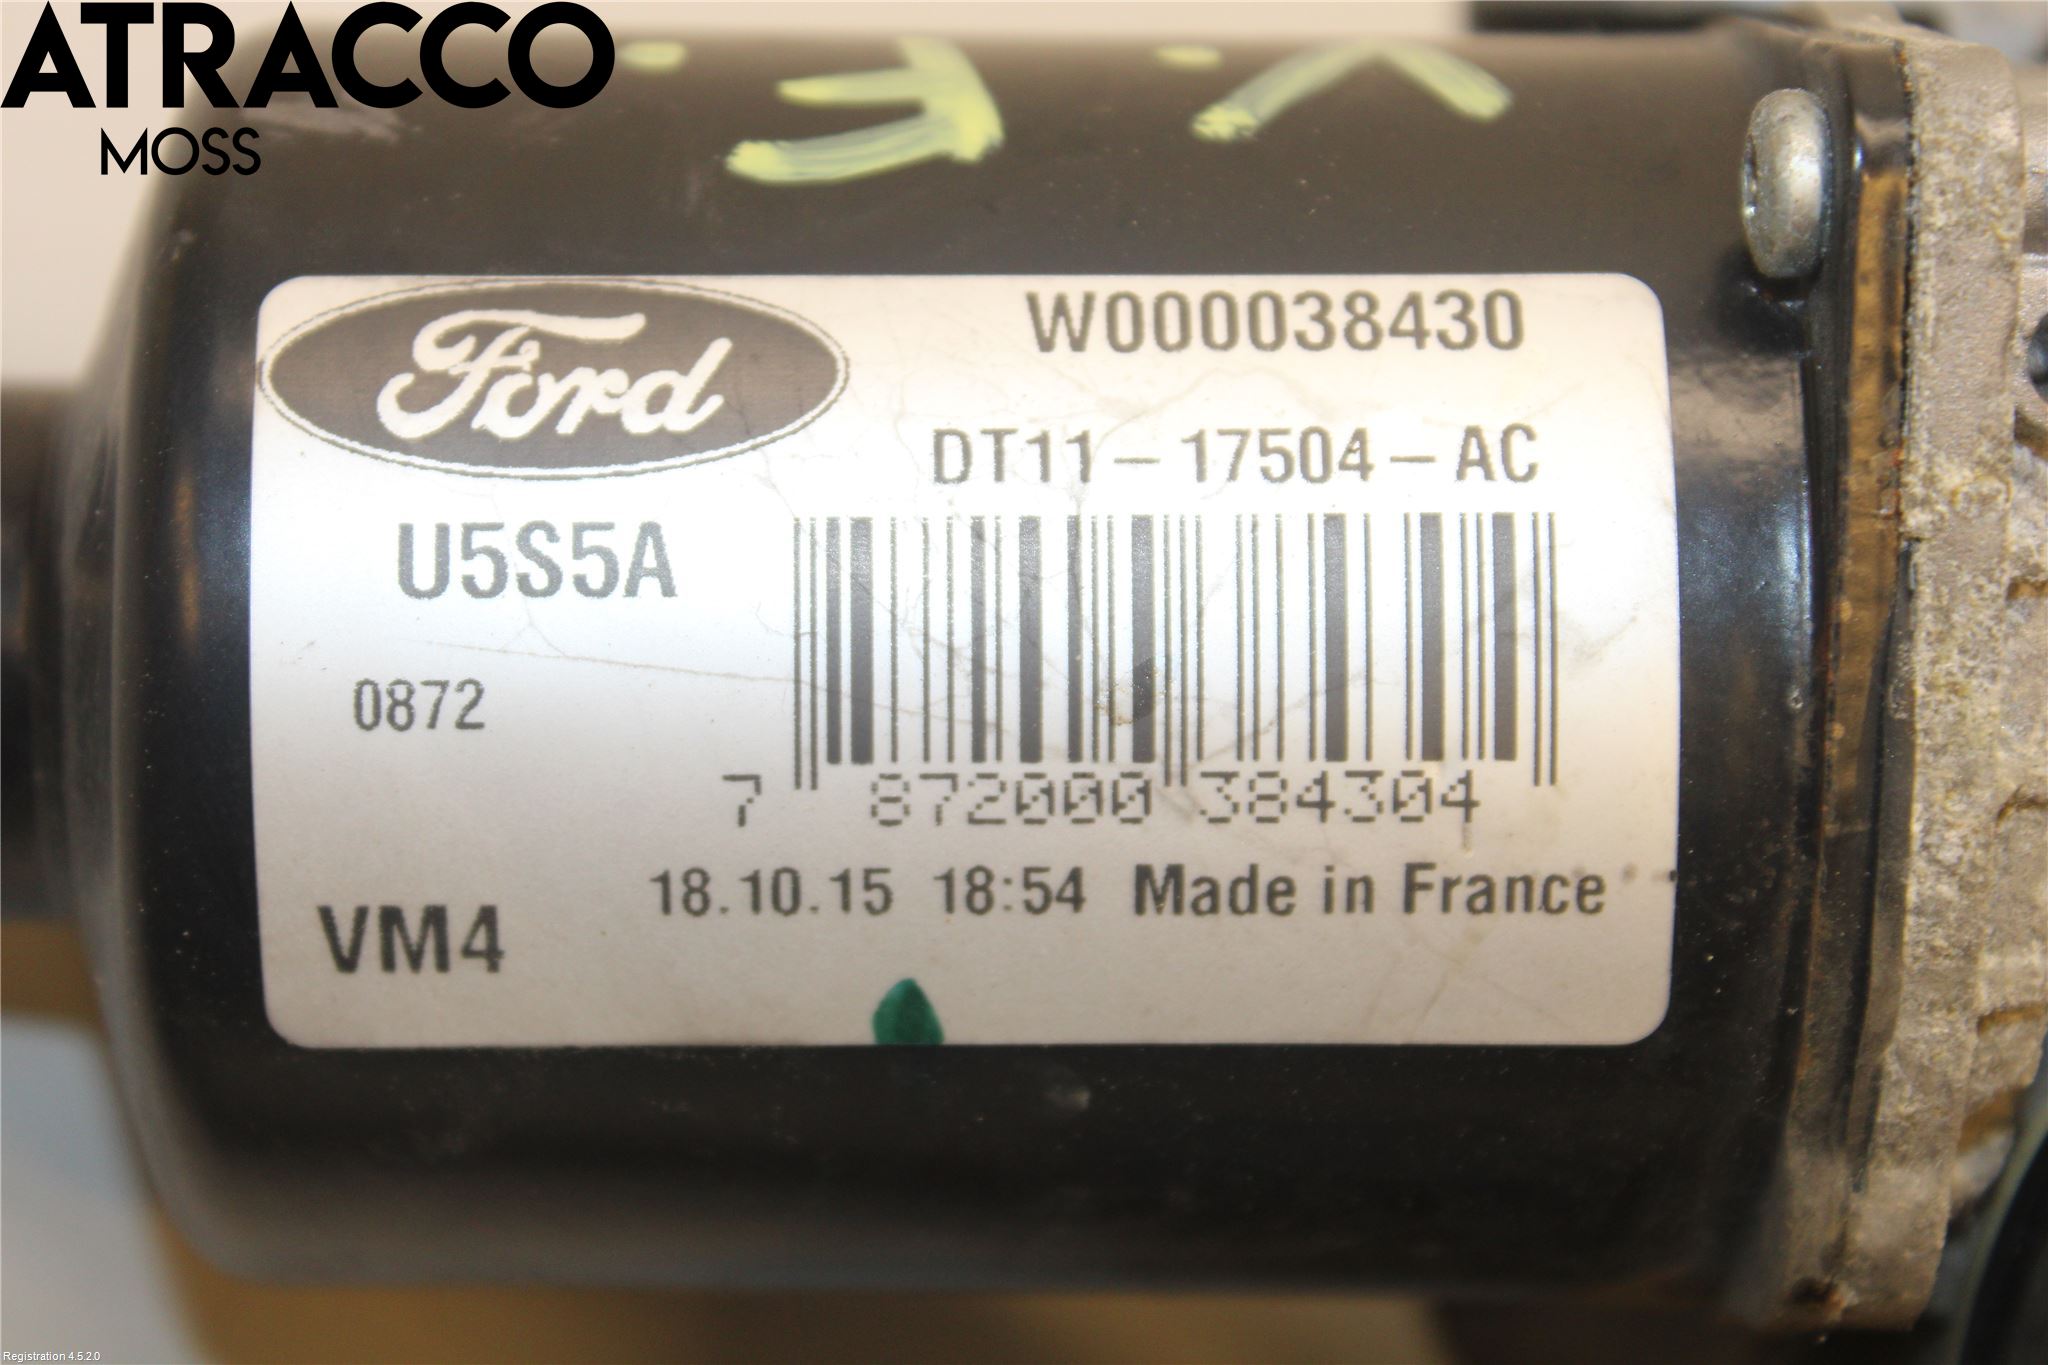 ATRACCO
MOSS
V.F.
Ford
W000038430
DT11-17504-AC
U5S5A
0872
7 872000 384304
VM4
18.10.15 18:54 Made in France
Registration 4.5.2.0